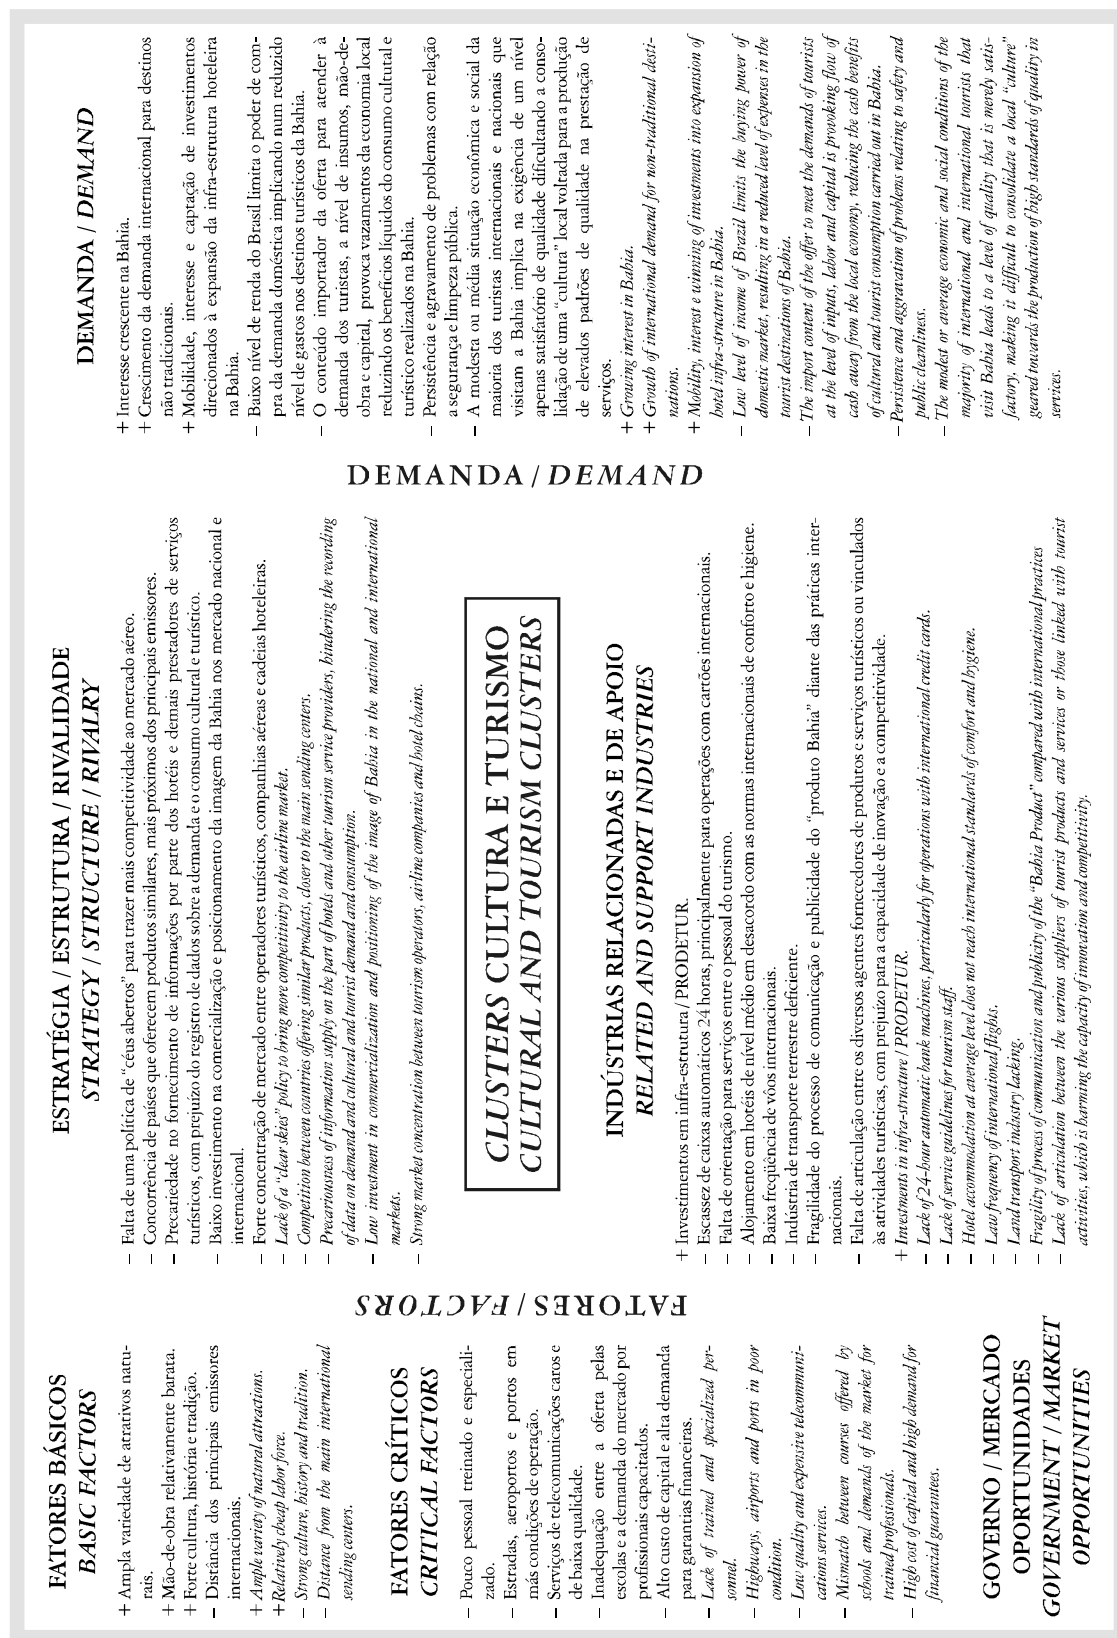 FATORES BÁSICOS
BASIC FACTORS
+ Ampla variedade de atrativos natu-
rais.
+ Mão-de-obra relativamente barata.
+ Forte cultura, história e tradição.
– Distância dos principais emissores
internacionais.
+ Ample variety of natural attractions.
+ Relatively cheap labor force.
– Strong culture, history and tradition.
– Distance from the main international
sending centers.
FATORES CRÍTICOS
CRITICAL FACTORS
– Pouco pessoal treinado e especiali-
zado.
– Estradas, aeroportos e portos em
más condições de operação.
– Serviços de telecomunicações caros e
de baixa qualidade.
– Inadequação entre a oferta pelas
escolas e a demanda do mercado por
profissionais capacitados.
– Alto custo de capital e alta demanda
para garantias financeiras.
– Lack of trained and specialized per-
sonnel.
– Highways, airports and ports in poor
condition.
– Low quality and expensive telecommuni-
cations services.
– Mismatch between courses offered by
schools and demands of the market for
trained professionals.
– High cost of capital and high demand for
financial guarantees.
GOVERNO / MERCADO
OPORTUNIDADES
GOVERNMENT / MARKET
OPPORTUNITIES
FATORES / FACTORS
ESTRATÉGIA / ESTRUTURA / RIVALIDADE
STRATEGY / STRUCTURE / RIVALRY
– Falta de uma política de “céus abertos” para trazer mais competitividade ao mercado aéreo.
– Concorrência de países que oferecem produtos similares, mais próximos dos principais emissores.
– Precariedade no fornecimento de informações por parte dos hotéis e demais prestadores de serviços
turísticos, com prejuízo do registro de dados sobre a demanda e o consumo cultural e turístico.
– Baixo investimento na comercialização e posicionamento da imagem da Bahia nos mercado nacional e
internacional.
– Forte concentração de mercado entre operadores turísticos, companhias aéreas e cadeias hoteleiras.
– Lack of a “clear skies” policy to bring more competitivity to the airline market.
– Competition between countries offering similar products, closer to the main sending centers.
– Precariousness of information supply on the part of hotels and other tourism service providers, hindering the recording
of data on demand and cultural and tourist demand and consumption.
– Low investment in commercialization and positioning of the image of Bahia in the national and international
markets.
– Strong market concentration between tourism operators, airline companies and hotel chains.
CLUSTERS CULTURA E TURISMO
CULTURAL AND TOURISM CLUSTERS
INDÚSTRIAS RELACIONADAS E DE APOIO
RELATED AND SUPPORT INDUSTRIES
+ Investimentos em infra-estrutura / PRODETUR.
– Escassez de caixas automáticos 24 horas, principalmente para operações com cartões internacionais.
– Falta de orientação para serviços entre o pessoal do turismo.
– Alojamento em hotéis de nível médio em desacordo com as normas internacionais de conforto e higiene.
– Baixa freqüência de vôos internacionais.
– Indústria de transporte terrestre deficiente.
– Fragilidade do processo de comunicação e publicidade do “produto Bahia” diante das práticas inter-
nacionais.
– Falta de articulação entre os diversos agentes fornecedores de produtos e serviços turísticos ou vinculados
às atividades turísticas, com prejuízo para a capacidade de inovação e a competitividade.
+ Investments in infra-structure / PRODETUR.
– Lack of 24-hour automatic bank machines, particularly for operations with international credit cards.
– Lack of service guidelines for tourism staff.
– Hotel accommodation at average level does not reach international standards of comfort and hygiene.
– Law frequency of international flights.
– Land transport industry lacking.
– Fragility of process of communication and publicity of the “Bahia Product” compared with international practices
– Lack of articulation between the various suppliers of tourist products and services or those linked with tourist
activities, which is harming the capacity of innovation and competitivity.
DEMANDA / DEMAND
DEMANDA / DEMAND
+ Interesse crescente na Bahia.
+ Crescimento da demanda internacional para destinos
não tradicionais.
+ Mobilidade, interesse e captação de investimentos
direcionados à expansão da infra-estrutura hoteleira
na Bahia.
– Baixo nível de renda do Brasil limita o poder de com-
pra da demanda doméstica implicando num reduzido
nível de gastos nos destinos turísticos da Bahia.
– O conteúdo importador da oferta para atender à
demanda dos turistas, a nível de insumos, mão-de-
obra e capital, provoca vazamentos da economia local
reduzindo os benefícios líquidos do consumo cultutal e
turístico realizados na Bahia.
– Persistência e agravamento de problemas com relação
a segurança e limpeza pública.
– A modesta ou média situação econômica e social da
maioria dos turistas internacionais e nacionais que
visitam a Bahia implica na exigência de um nível
apenas satisfatório de qualidade dificultando a conso-
lidação de uma “cultura” local voltada para a produção
de elevados padrões de qualidade na prestação de
serviços.
+ Growing interest in Bahia.
+ Grouth of international demand for non-traditional desti-
nations.
+ Mobility, interest e winning of investments into expansion of
hotel infra-structure in Bahia.
– Low level of income of Brazil limits the buying power of
domestic market, resulting in a reduced level of expenses in the
tourist destinations of Bahia.
– The import content of the offer to meet the demands of tourists
at the level of inputs, labor and capital is provoking flow of
cash away from the local economy, reducing the cash benefits
of cultural and tourist consumption carried out in Bahia.
– Persistence and aggravation of problems relating to safety and
public cleanliness.
– The modest or average economic and social conditions of the
majority of international and international tourists that
visit Bahia leads to a level of quality that is merely satis-
factory, making it difficult to consolidate a local “culture”
geared towards the production of high standards of quality in
services.